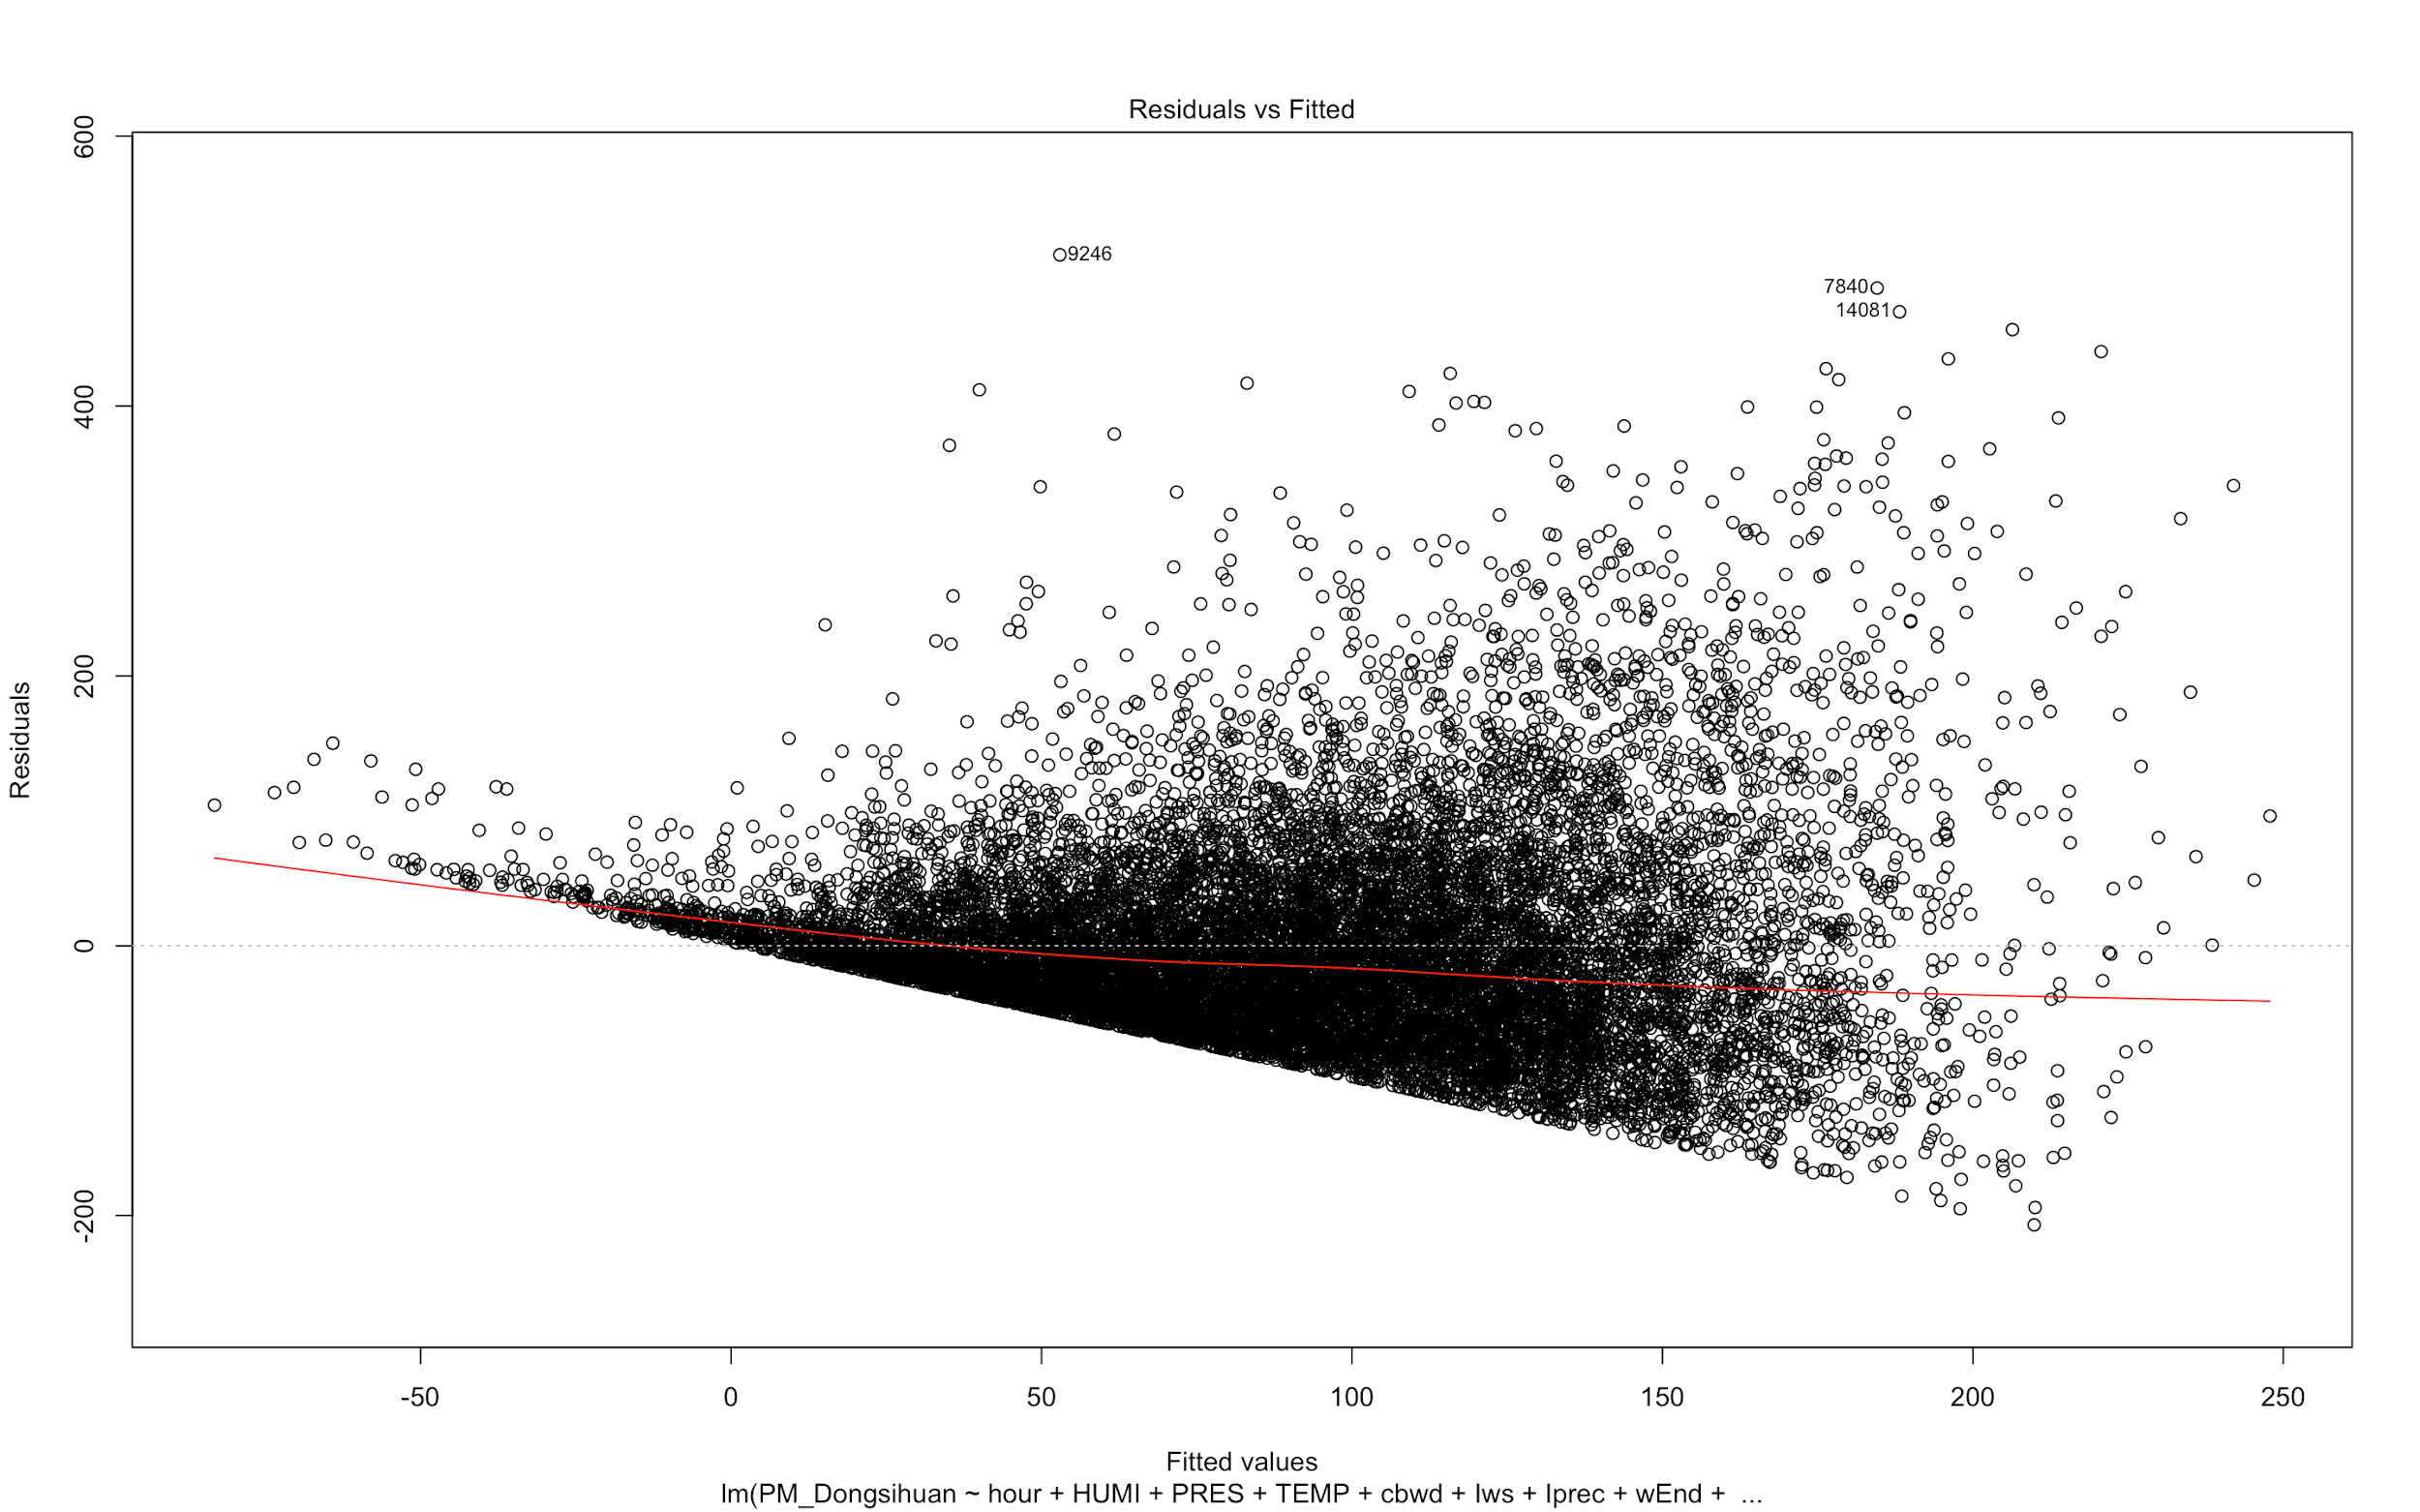 Residuals vs Fitted
600
400
200
0
-200
Residuals
9246
7840
14081
-50 0 50 100 150 200 250
Fitted values
lm(PM_Dongsihuan ~ hour + HUMI + PRES + TEMP + cbwd + Iws + Iprec + wEnd + ...